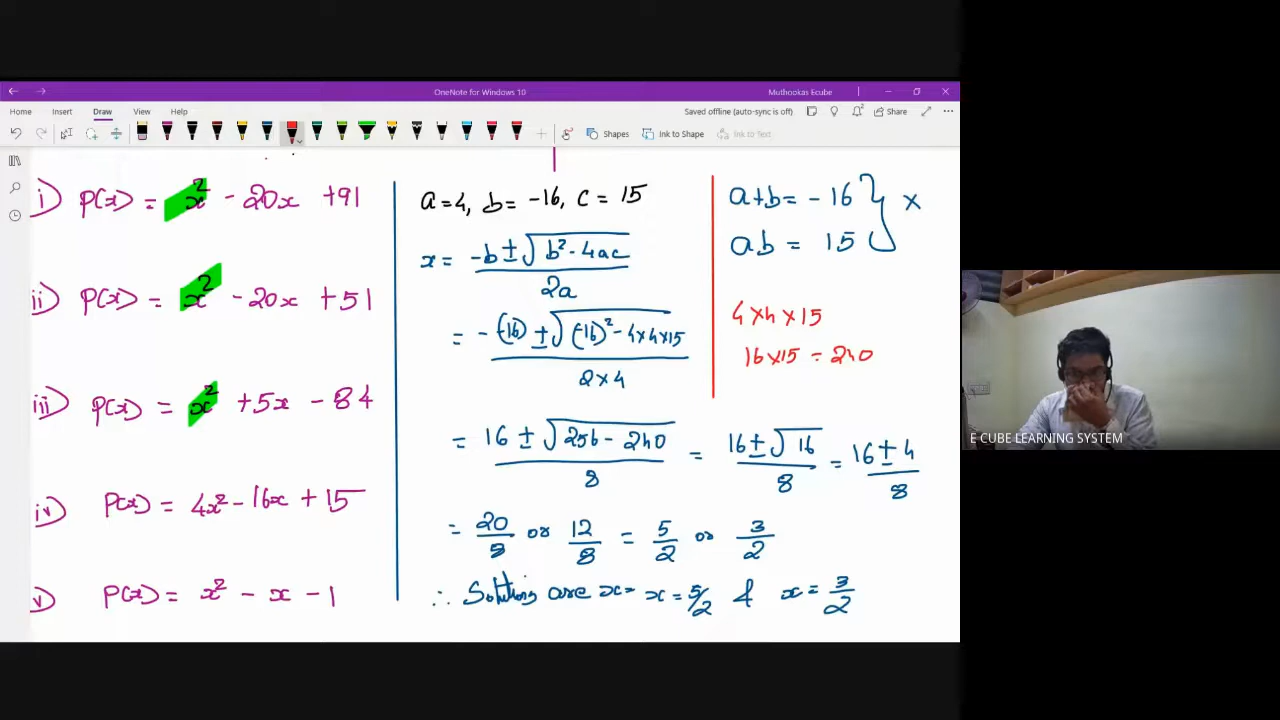 OneNote for Windows 10
Muthookas Ecube
Home Insert Draw View Help
Saved offline (auto-sync is off)
Share
Shapes
Ink to Shape
Ink to Text
i) P(x) = x² - 20x + 91
ii) P(x) = x² - 20x + 51
iii) P(x) = x² + 5x - 84
iv) P(x) = 4x² - 16x + 15
v) P(x) = x² - x - 1
a=4, b= -16, c = 15
x = -b ± √b² - 4ac / 2a
= -(-16) ± √(-16)² - 4×4×15 / 2×4
= 16 ± √256 - 240 / 8 = 16 ± √16 / 8 = 16 ± 4 / 8
= 20/8 or 12/8 = 5/2 or 3/2
∴ Solutions are x= x = 5/2 & x = 3/2
a+b = -16 } ×
ab = 15
4×4×15
16×15 = 240
E CUBE LEARNING SYSTEM